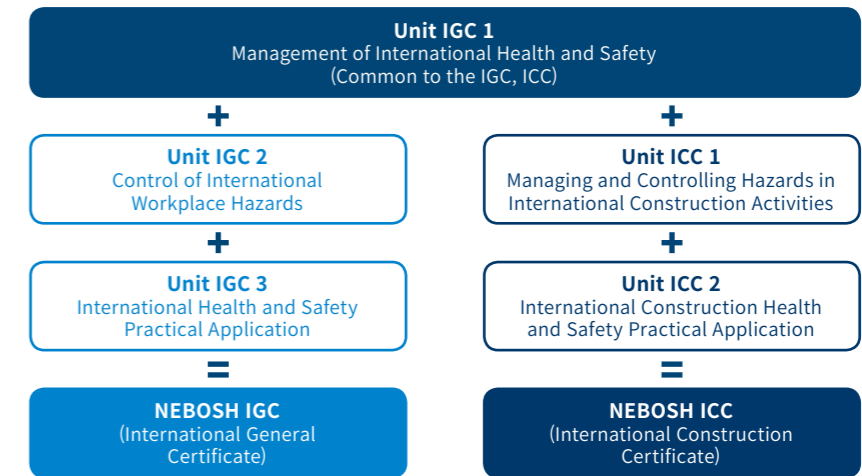 Unit IGC 1
Management of International Health and Safety
(Common to the IGC, ICC)
+
+
Unit IGC 2
Control of International
Workplace Hazards
Unit ICC 1
Managing and Controlling Hazards in
International Construction Activities
+
+
Unit IGC 3
International Health and Safety
Practical Application
Unit ICC 2
International Construction Health
and Safety Practical Application
=
=
NEBOSH IGC
(International General
Certificate)
NEBOSH ICC
(International Construction
Certificate)